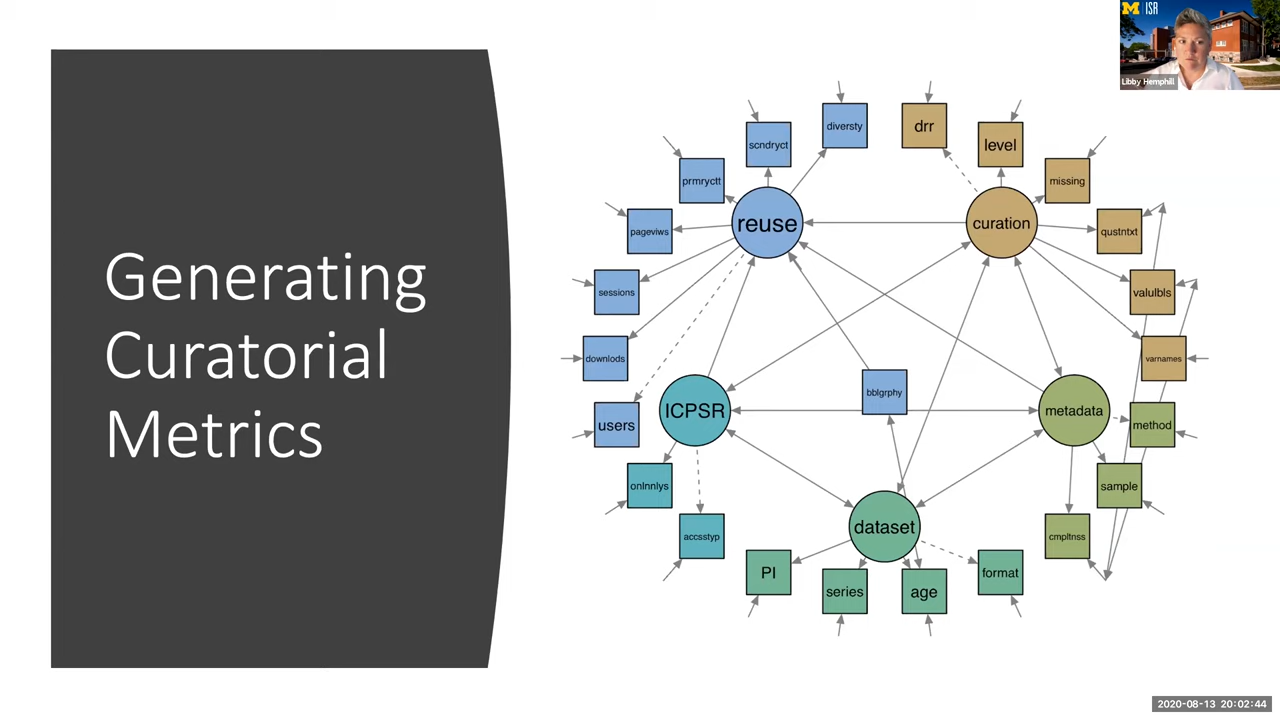 Generating
Curatorial
Metrics
M | ISR
Libby Hemphill
diversty
drr
scndryct
level
prmryctt
missing
reuse
curation
pageviws
qustntxt
sessions
valulbls
downlods
varnames
bblgrphy
ICPSR
metadata
users
method
onlnnlys
sample
dataset
accsstyp
cmpltnss
PI
format
series
age
2020-08-13 20:02:44